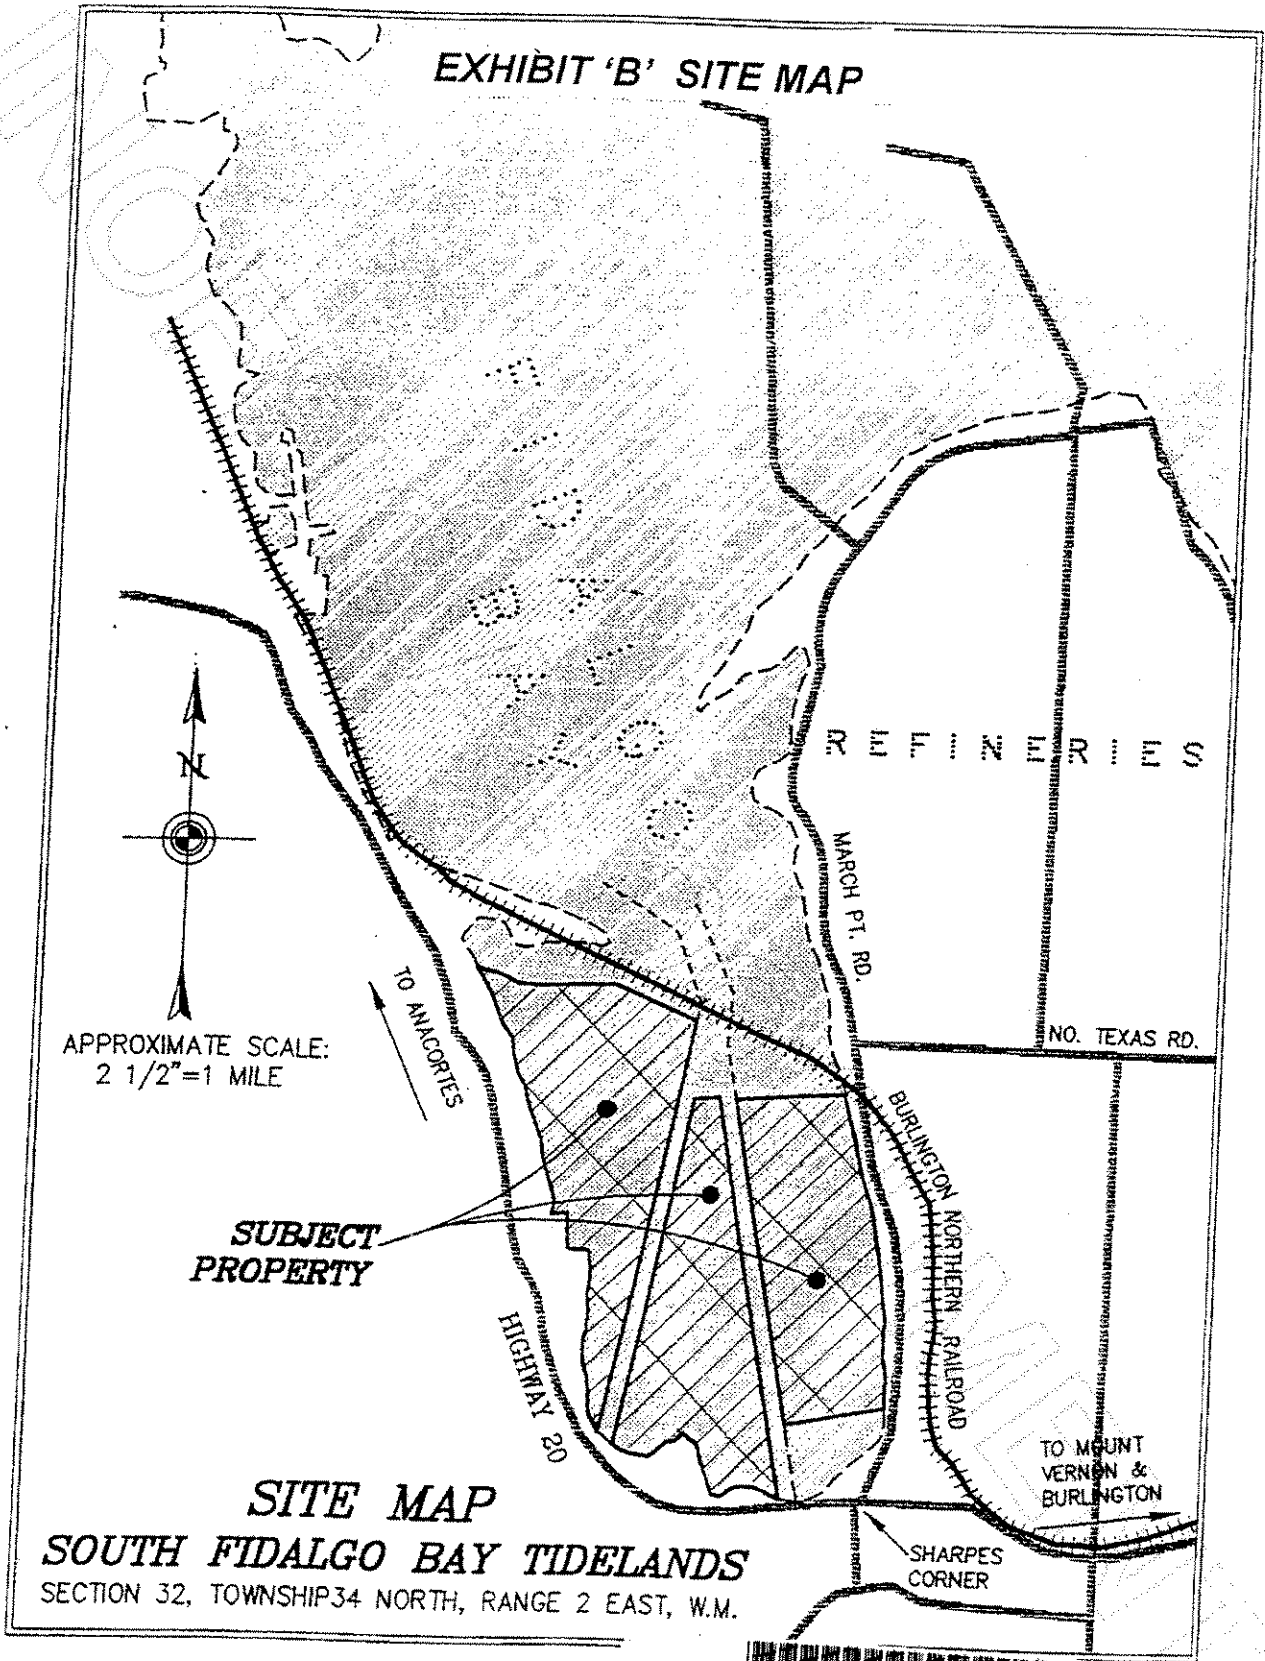 EXHIBIT 'B' SITE MAP
FIDALGO
BAY
REFINERIES
N
MARCH PT. RD.
TO ANACORTES
NO. TEXAS RD.
APPROXIMATE SCALE:
2 1/2"=1 MILE
BURLINGTON NORTHERN RAILROAD
SUBJECT
PROPERTY
HIGHWAY 20
TO MOUNT
VERNON &
BURLINGTON
SHARPES
CORNER
SITE MAP
SOUTH FIDALGO BAY TIDELANDS
SECTION 32, TOWNSHIP34 NORTH, RANGE 2 EAST, W.M.